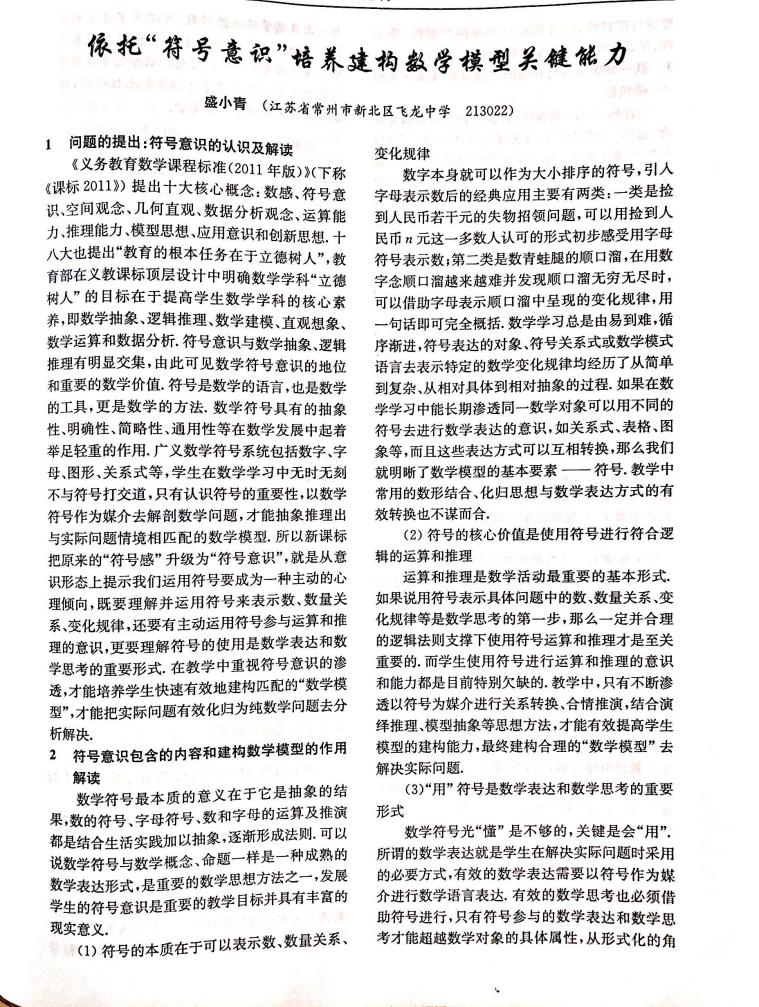 依托“符号意识”培养建构数学模型关键能力
盛小青 (江苏省常州市新北区飞龙中学 213022)
1 问题的提出:符号意识的认识及解读
《义务教育数学课程标准(2011年版)》(下称
《课标2011》) 提出十大核心概念:数感、符号意
识、空间观念、几何直观、数据分析观念、运算能
力、推理能力、模型思想、应用意识和创新思想. 十
八大也提出“教育的根本任务在于立德树人”,教
育部在义教课标顶层设计中明确数学学科“立德
树人” 的目标在于提高学生数学学科的核心素
养,即数学抽象、逻辑推理、数学建模、直观想象、
数学运算和数据分析. 符号意识与数学抽象、逻辑
推理有明显交集,由此可见数学符号意识的地位
和重要的数学价值. 符号是数学的语言,也是数学
的工具,更是数学的方法. 数学符号具有的抽象
性、明确性、简略性、通用性等在数学发展中起着
举足轻重的作用. 广义数学符号系统包括数字、字
母、图形、关系式等,学生在数学学习中无时无刻
不与符号打交道,只有认识符号的重要性,以数学
符号作为媒介去解剖数学问题,才能抽象推理出
与实际问题情境相匹配的数学模型. 所以新课标
把原来的“符号感” 升级为“符号意识”,就是从意
识形态上提示我们运用符号要成为一种主动的心
理倾向,既要理解并运用符号来表示数、数量关
系、变化规律,还要有主动运用符号参与运算和推
理的意识,更要理解符号的使用是数学表达和数
学思考的重要形式. 在教学中重视符号意识的渗
透,才能培养学生快速有效地建构匹配的“数学模
型”,才能把实际问题有效化归为纯数学问题去分
析解决.
2 符号意识包含的内容和建构数学模型的作用
解读
数学符号最本质的意义在于它是抽象的结
果,数的符号、字母符号、数和字母的运算及推演
都是结合生活实践加以抽象,逐渐形成法则. 可以
说数学符号与数学概念、命题一样是一种成熟的
数学表达形式,是重要的数学思想方法之一,发展
学生的符号意识是重要的教学目标并具有丰富的
现实意义.
(1) 符号的本质在于可以表示数、数量关系、
变化规律
数字本身就可以作为大小排序的符号,引入
字母表示数后的经典应用主要有两类:一类是捡
到人民币若干元的失物招领问题,可以用捡到人
民币 n 元这一多数人认可的形式初步感受用字母
符号表示数;第二类是数青蛙腿的顺口溜,在用数
字念顺口溜越来越难并发现顺口溜无穷无尽时,
可以借助字母表示顺口溜中呈现的变化规律,用
一句话即可完全概括. 数学学习总是由易到难,循
序渐进,符号表达的对象、符号关系式或数学模式
语言去表示特定的数学变化规律均经历了从简单
到复杂、从相对具体到相对抽象的过程. 如果在数
学学习中能长期渗透同一数学对象可以用不同的
符号去进行数学表达的意识,如关系式、表格、图
象等,而且这些表达方式可以互相转换,那么我们
就明晰了数学模型的基本要素 —— 符号. 教学中
常用的数形结合、化归思想与数学表达方式的有
效转换也不谋而合.
(2) 符号的核心价值是使用符号进行符合逻
辑的运算和推理
运算和推理是数学活动最重要的基本形式.
如果说用符号表示具体问题中的数、数量关系、变
化规律等是数学思考的第一步,那么一定并合理
的逻辑法则支撑下使用符号运算和推理才是至关
重要的. 而学生使用符号进行运算和推理的意识
和能力都是目前特别欠缺的. 教学中,只有不断渗
透以符号为媒介进行关系转换、合情推演,结合演
绎推理、模型抽象等思想方法,才能有效提高学生
模型的建构能力,最终建构合理的“数学模型” 去
解决实际问题.
(3)“用” 符号是数学表达和数学思考的重要
形式
数学符号光“懂” 是不够的,关键是会“用”.
所谓的数学表达就是学生在解决实际问题时采用
的必要方式,有效的数学表达需要以符号作为媒
介进行数学语言表达. 有效的数学思考也必须借
助符号进行,只有符号参与的数学表达和数学思
考才能超越数学对象的具体属性,从形式化的角